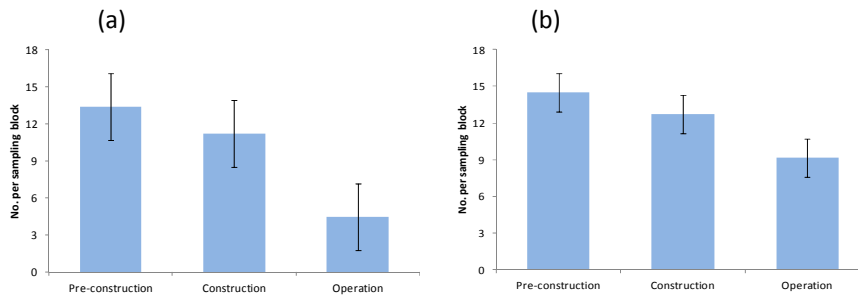 (a)
No. per sampling block
18
15
12
9
6
3
0
Pre-construction Construction Operation
(b)
No. per sampling block
18
15
12
9
6
3
0
Pre-construction Construction Operation